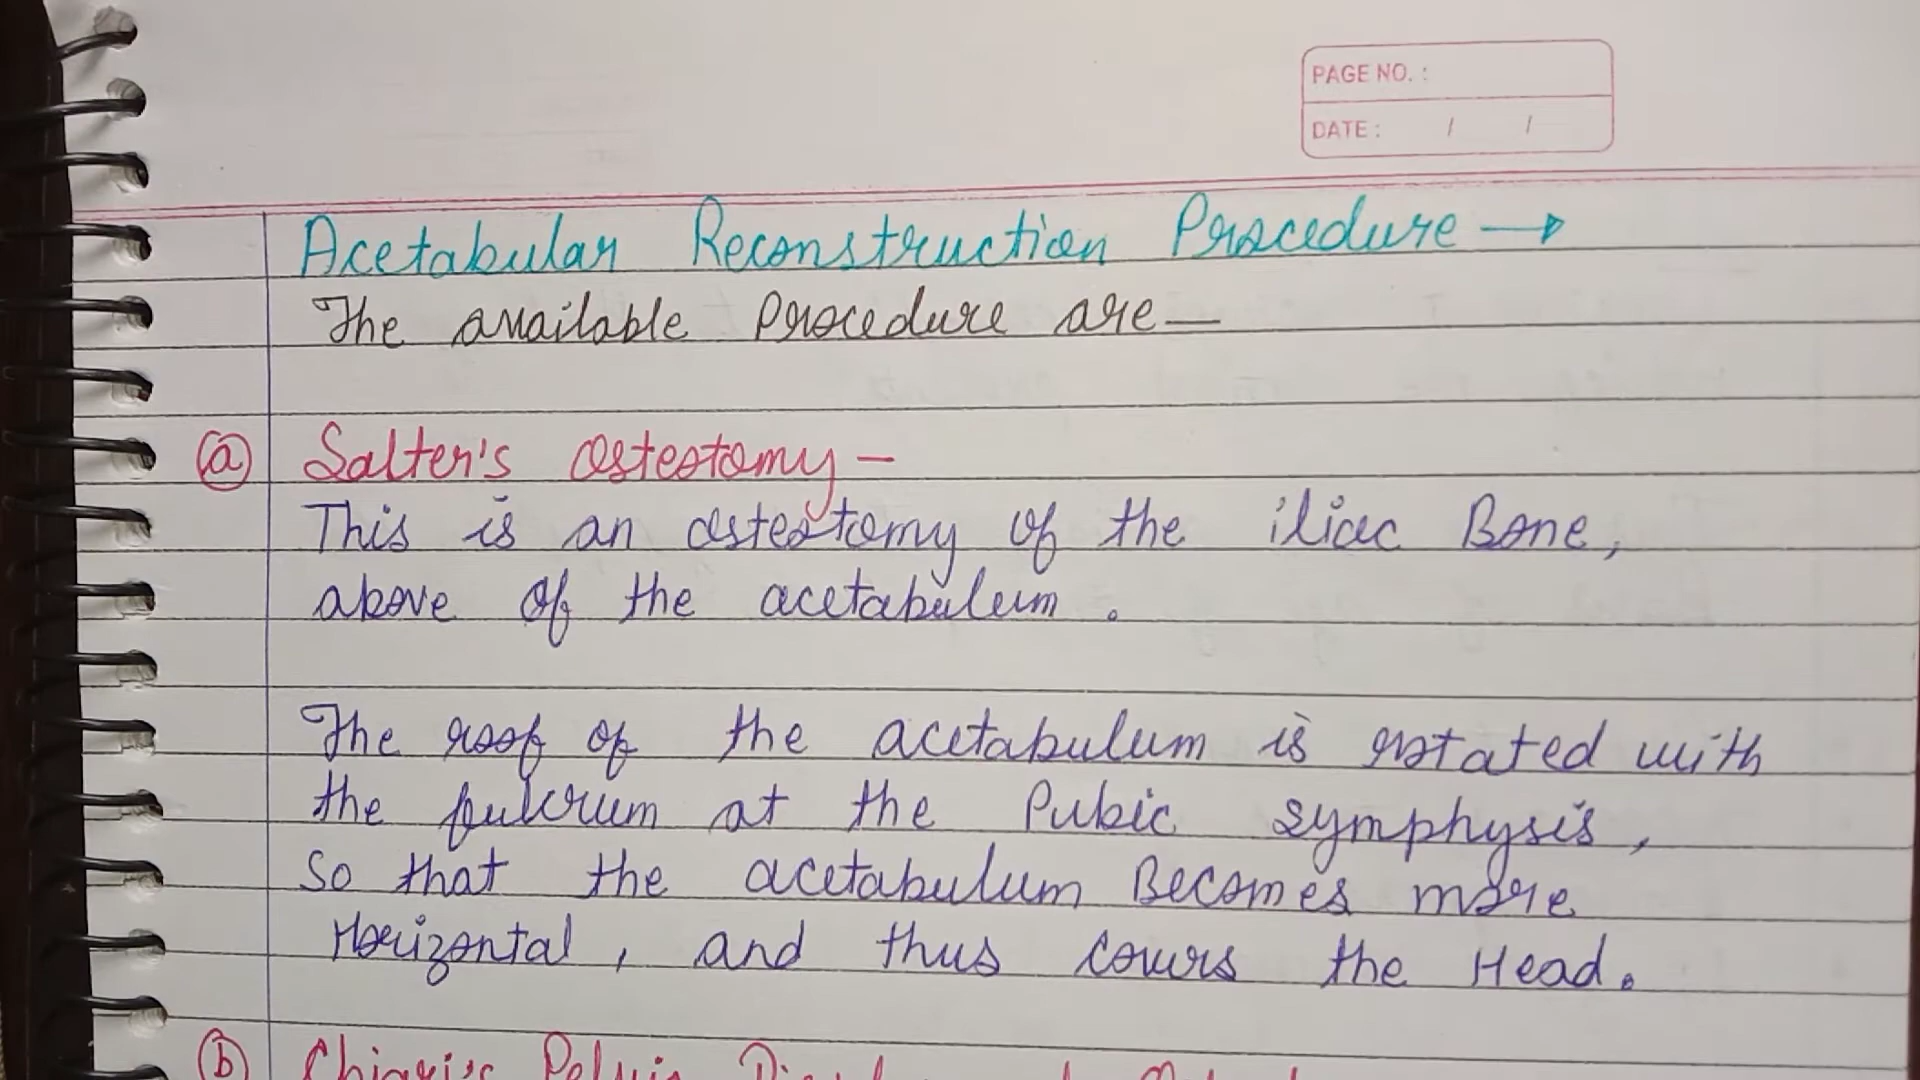 PAGE NO. :
DATE : / /
Acetabular Reconstruction Procedure →
The available Procedure are —
(a) Salter's Osteotomy -
This is an osteotomy of the iliac Bone,
above of the acetabulum .
The roof of the acetabulum is rotated with
the fulcrum at the Pubic symphysis,
So that the acetabulum Becomes more
Horizontal, and thus covers the Head.
(b) Chiari's Pelvic